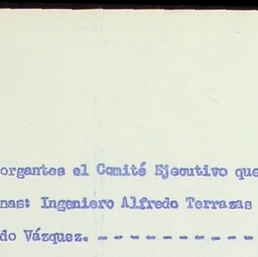 organtes el Comité Ejecutivo que
nas: Ingeniero Alfredo Terrazas
do Vázquez. - - - - - - - - - -